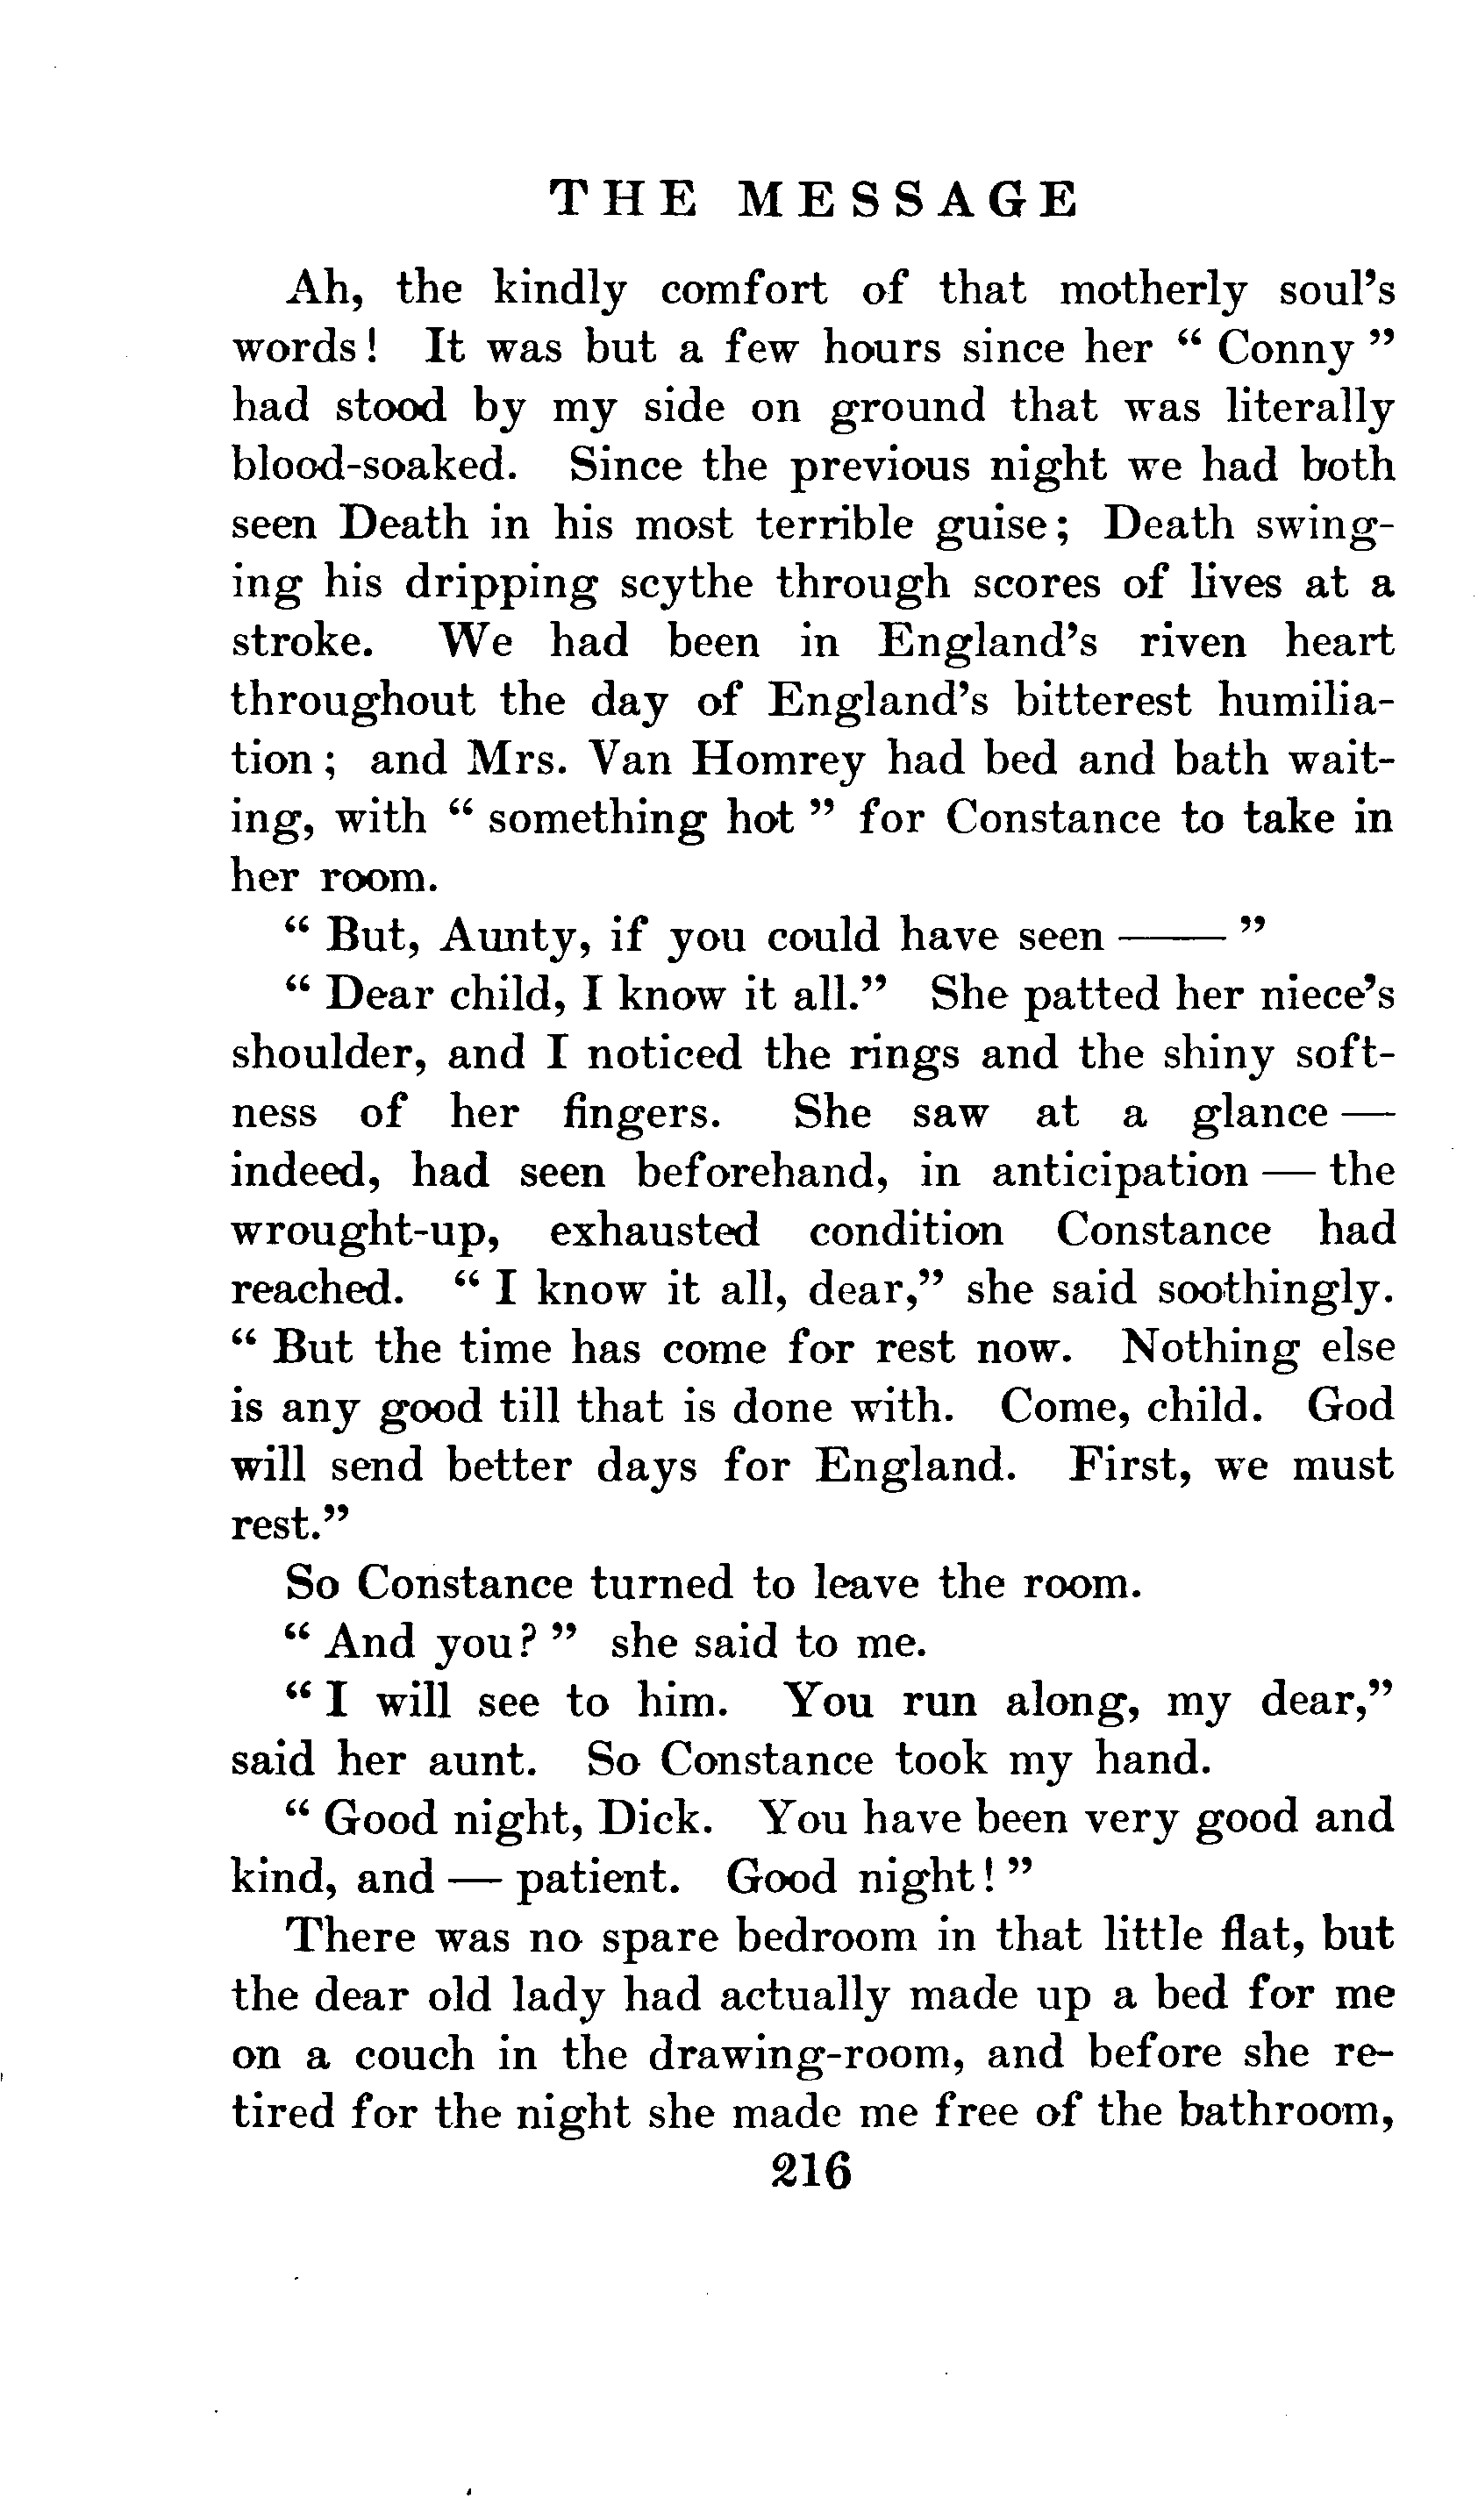 THE MESSAGE
Ah, the kindly comfort of that motherly soul's
words! It was but a few hours since her " Conny "
had stood by my side on ground that was literally
blood-soaked. Since the previous night we had both
seen Death in his most terrible guise; Death swing-
ing his dripping scythe through scores of lives at a
stroke. We had been in England's riven heart
throughout the day of England's bitterest humilia-
tion; and Mrs. Van Homrey had bed and bath wait-
ing, with " something hot " for Constance to take in
her room.
" But, Aunty, if you could have seen —— "
" Dear child, I know it all." She patted her niece's
shoulder, and I noticed the rings and the shiny soft-
ness of her fingers. She saw at a glance —
indeed, had seen beforehand, in anticipation — the
wrought-up, exhausted condition Constance had
reached. " I know it all, dear," she said soothingly.
" But the time has come for rest now. Nothing else
is any good till that is done with. Come, child. God
will send better days for England. First, we must
rest."
So Constance turned to leave the room.
" And you? " she said to me.
" I will see to him. You run along, my dear,"
said her aunt. So Constance took my hand.
" Good night, Dick. You have been very good and
kind, and — patient. Good night! "
There was no spare bedroom in that little flat, but
the dear old lady had actually made up a bed for me
on a couch in the drawing-room, and before she re-
tired for the night she made me free of the bathroom,
216